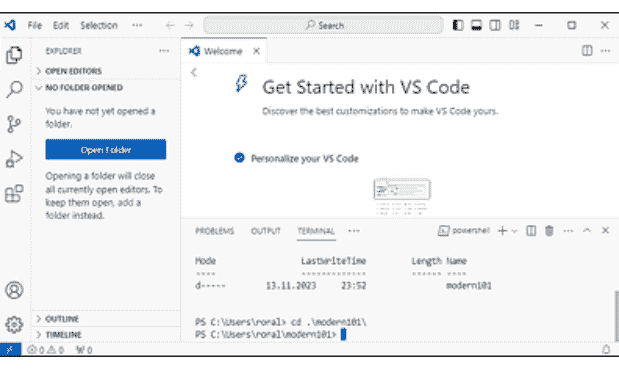 File Edit Selection ··· Search
EXPLORER ···
Welcome
OPEN EDITORS
NO FOLDER OPENED
You have not yet opened a
folder.
Open Folder
Opening a folder will close
all currently open editors. To
keep them open, add a
folder instead.
OUTLINE
TIMELINE
Get Started with VS Code
Discover the best customizations to make VS Code yours.
Personalize your VS Code
PROBLEMS OUTPUT TERMINAL ··· powershell
Mode LastWriteTime Length Name
---- ------------- ------ ----
d----- 13.11.2023 23:52 modern101
PS C:\Users\ronal> cd .\modern101\
PS C:\Users\ronal\modern101>
0 0 0